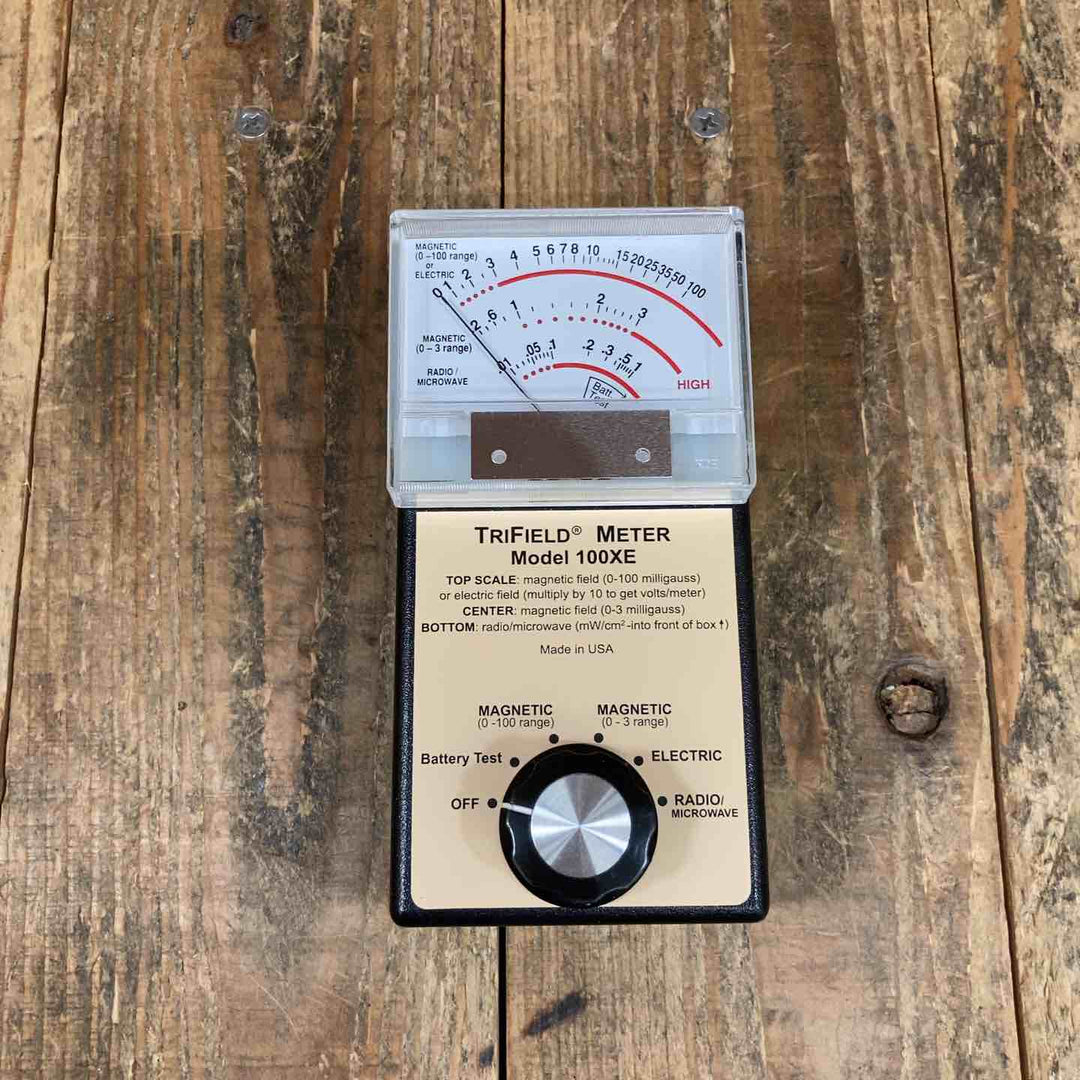 MAGNETIC
(0 –100 range)
or
ELECTRIC
0 1 2 3 4 5 6 7 8 10 15 20 25 35 50 100
MAGNETIC
(0 – 3 range)
.2 .6 1 2 3
RADIO /
MICROWAVE
.01 .05 .1 .2 .3 .5 1
HIGH
Batt.
Test
TRIFIELD® METER
Model 100XE
TOP SCALE: magnetic field (0-100 milligauss)
or electric field (multiply by 10 to get volts/meter)
CENTER: magnetic field (0-3 milligauss)
BOTTOM: radio/microwave (mW/cm²-into front of box↑)
Made in USA
MAGNETIC
(0 -100 range)
MAGNETIC
(0 - 3 range)
Battery Test
ELECTRIC
OFF
RADIO/
MICROWAVE